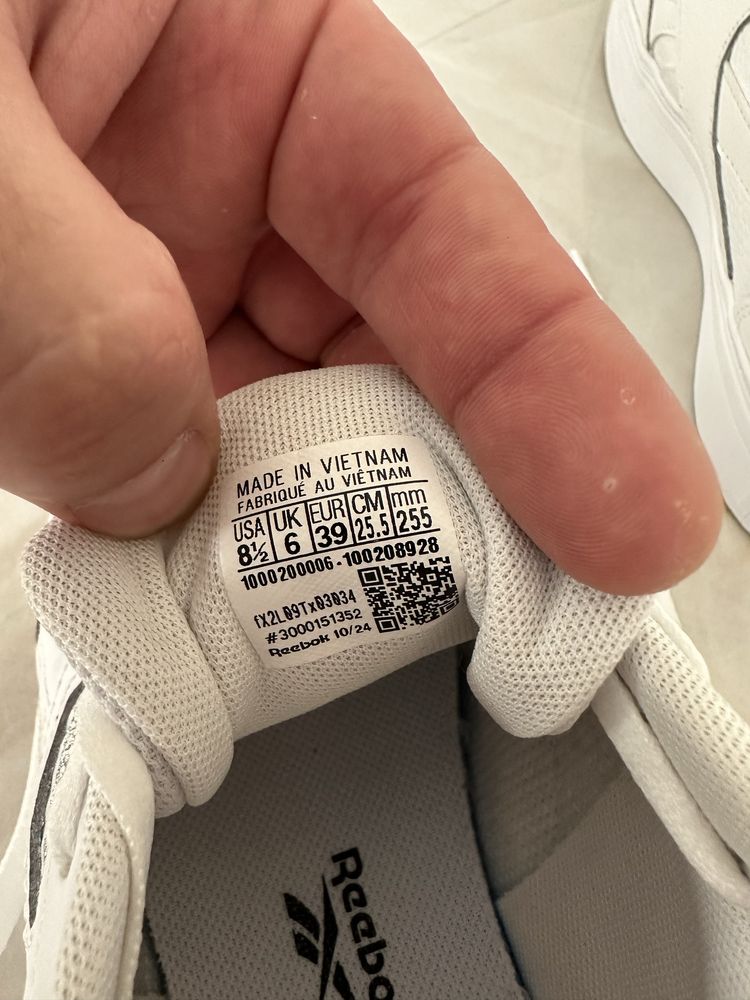 MADE IN VIETNAM
FABRIQUÉ AU VIÊTNAM
USA UK EUR CM mm
8½ 6 39 25.5 255
1000200006 - 100208928
fX2L09Tx03034
#3000151352
Reebok 10/24
Reebo